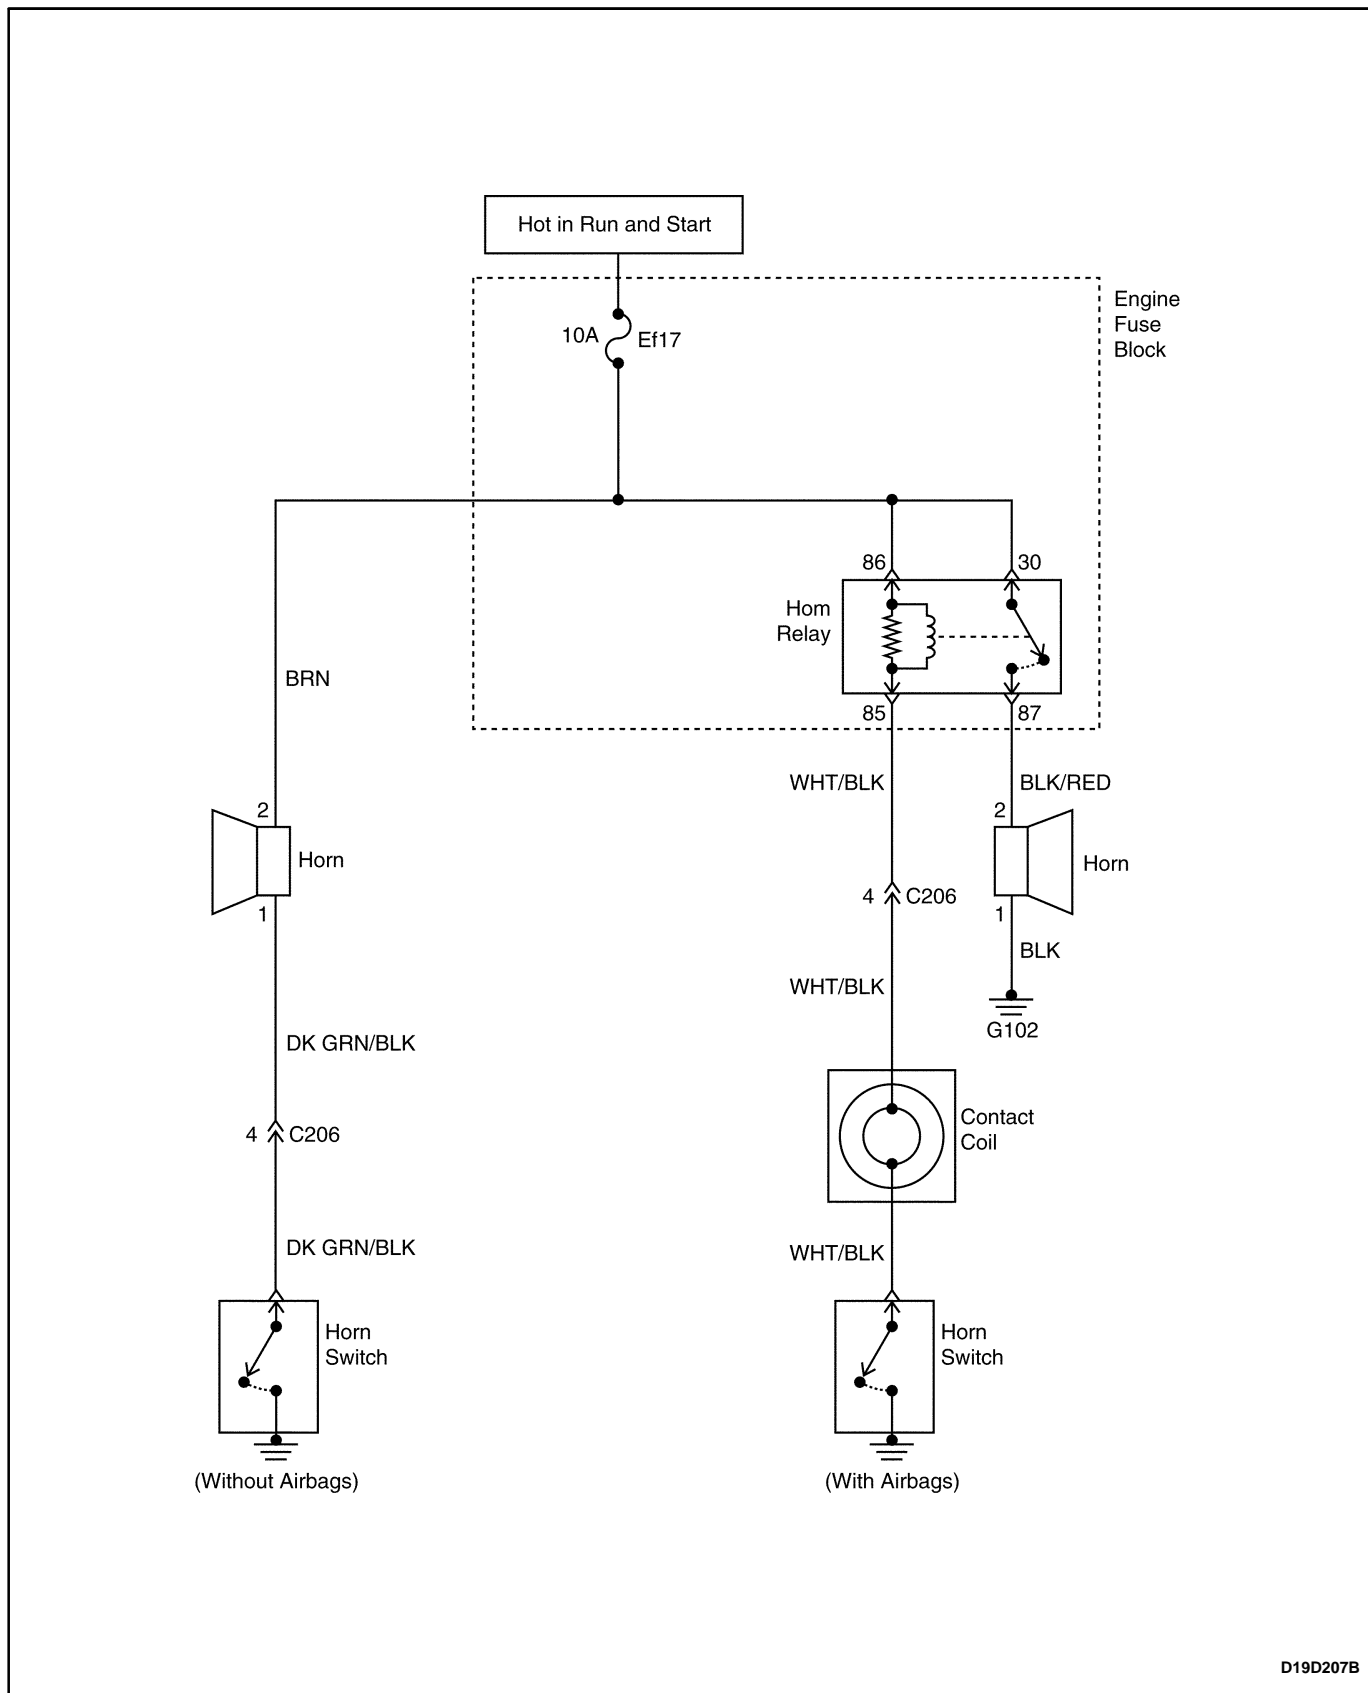 Hot in Run and Start
Engine
Fuse
Block
10A
Ef17
86
30
Hom
Relay
BRN
85
87
WHT/BLK
BLK/RED
2
2
Horn
Horn
4
C206
1
1
BLK
WHT/BLK
G102
DK GRN/BLK
Contact
Coil
4
C206
DK GRN/BLK
WHT/BLK
Horn
Switch
Horn
Switch
(Without Airbags)
(With Airbags)
D19D207B